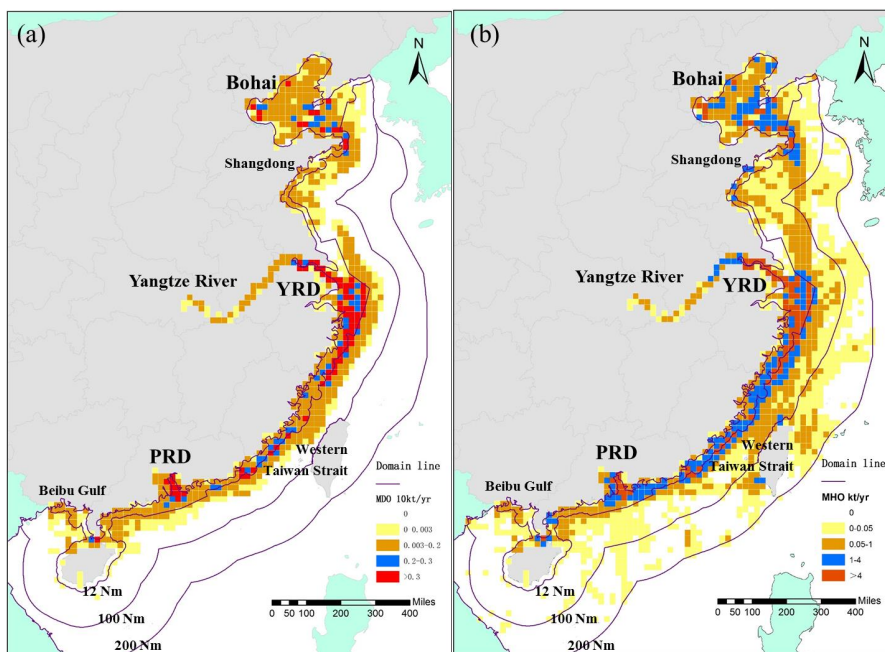 (a)
N
Bohai
Shangdong
Yangtze River
YRD
PRD
Western
Taiwan Strait
Beibu Gulf
Domain line
MDO 10kt/yr
0
0-0.003
0.003-0.2
0.2-0.3
>0.3
12 Nm
100 Nm
200 Nm
Miles
0 50 100 200 300 400
(b)
N
Bohai
Shangdong
Yangtze River
YRD
PRD
Western
Taiwan Strait
Beibu Gulf
Domain line
MHO kt/yr
0
0-0.05
0.05-1
1-4
>4
12 Nm
100 Nm
200 Nm
Miles
0 50 100 200 300 400